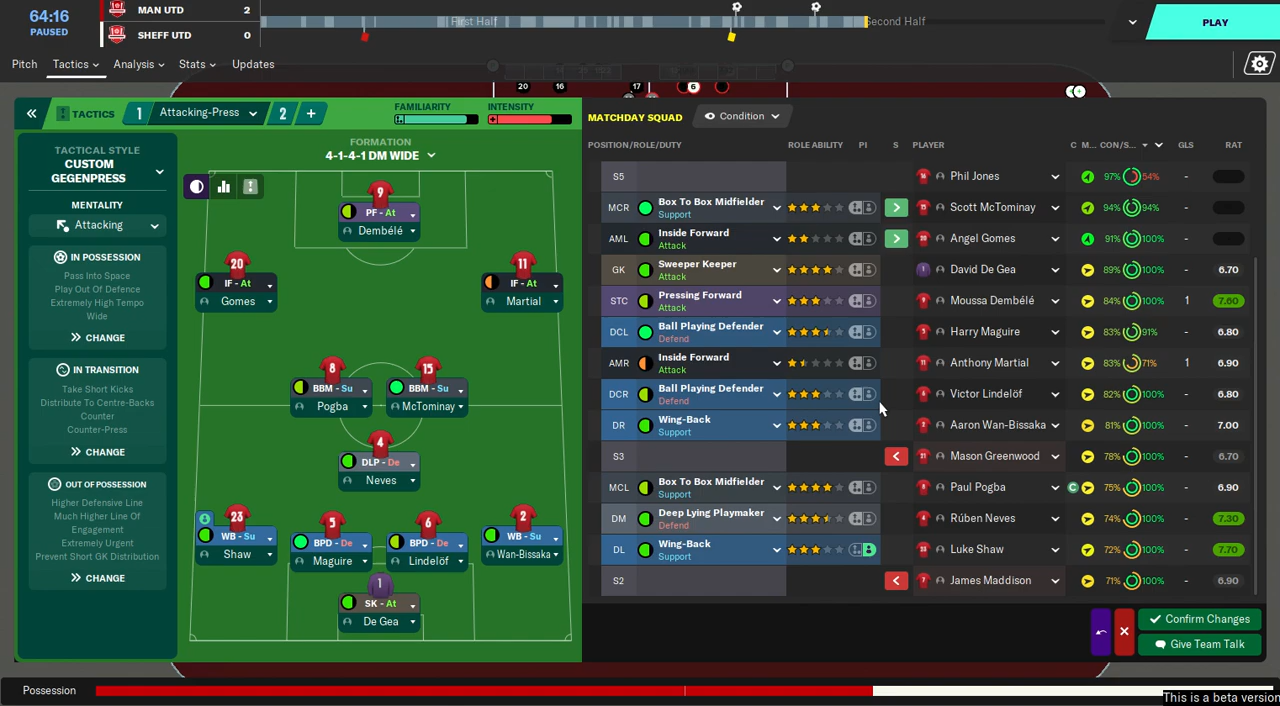 64:16
PAUSED
MAN UTD 2
SHEFF UTD 0
First Half
Second Half
PLAY
Pitch Tactics Analysis Stats Updates
20 16 17 6
TACTICS 1 Attacking-Press 2 +
FAMILIARITY
INTENSITY
TACTICAL STYLE
CUSTOM
GEGENPRESS
MENTALITY
Attacking
IN POSSESSION
Pass Into Space
Play Out Of Defence
Extremely High Tempo
Wide
CHANGE
IN TRANSITION
Take Short Kicks
Distribute To Centre-Backs
Counter
Counter-Press
CHANGE
OUT OF POSSESSION
Higher Defensive Line
Much Higher Line Of
Engagement
Extremely Urgent
Prevent Short GK Distribution
CHANGE
FORMATION
4-1-4-1 DM WIDE
9
PF - At
Dembélé
20
IF - At
Gomes
11
IF - At
Martial
8
BBM - Su
Pogba
15
BBM - Su
McTominay
4
DLP - De
Neves
23
WB - Su
Shaw
5
BPD - De
Maguire
6
BPD - De
Lindelöf
2
WB - Su
Wan-Bissaka
1
SK - At
De Gea
MATCHDAY SQUAD Condition
POSITION/ROLE/DUTY ROLE ABILITY PI S PLAYER C M... CON/S... GLS RAT
S5 Phil Jones 97% 54% -
MCR Box To Box Midfielder Support Scott McTominay 94% 94% -
AML Inside Forward Attack Angel Gomes 91% 100% -
GK Sweeper Keeper Attack David De Gea 89% 100% - 6.70
STC Pressing Forward Attack Moussa Dembélé 84% 100% 1 7.60
DCL Ball Playing Defender Defend Harry Maguire 83% 91% - 6.80
AMR Inside Forward Attack Anthony Martial 83% 71% 1 6.90
DCR Ball Playing Defender Defend Victor Lindelöf 82% 100% - 6.80
DR Wing-Back Support Aaron Wan-Bissaka 81% 100% - 7.00
S3 Mason Greenwood 78% 100% - 6.70
MCL Box To Box Midfielder Support Paul Pogba C 75% 100% - 6.90
DM Deep Lying Playmaker Defend Rúben Neves 74% 100% - 7.30
DL Wing-Back Support Luke Shaw 72% 100% - 7.70
S2 James Maddison 71% 100% - 6.90
Confirm Changes
Give Team Talk
Possession
This is a beta version